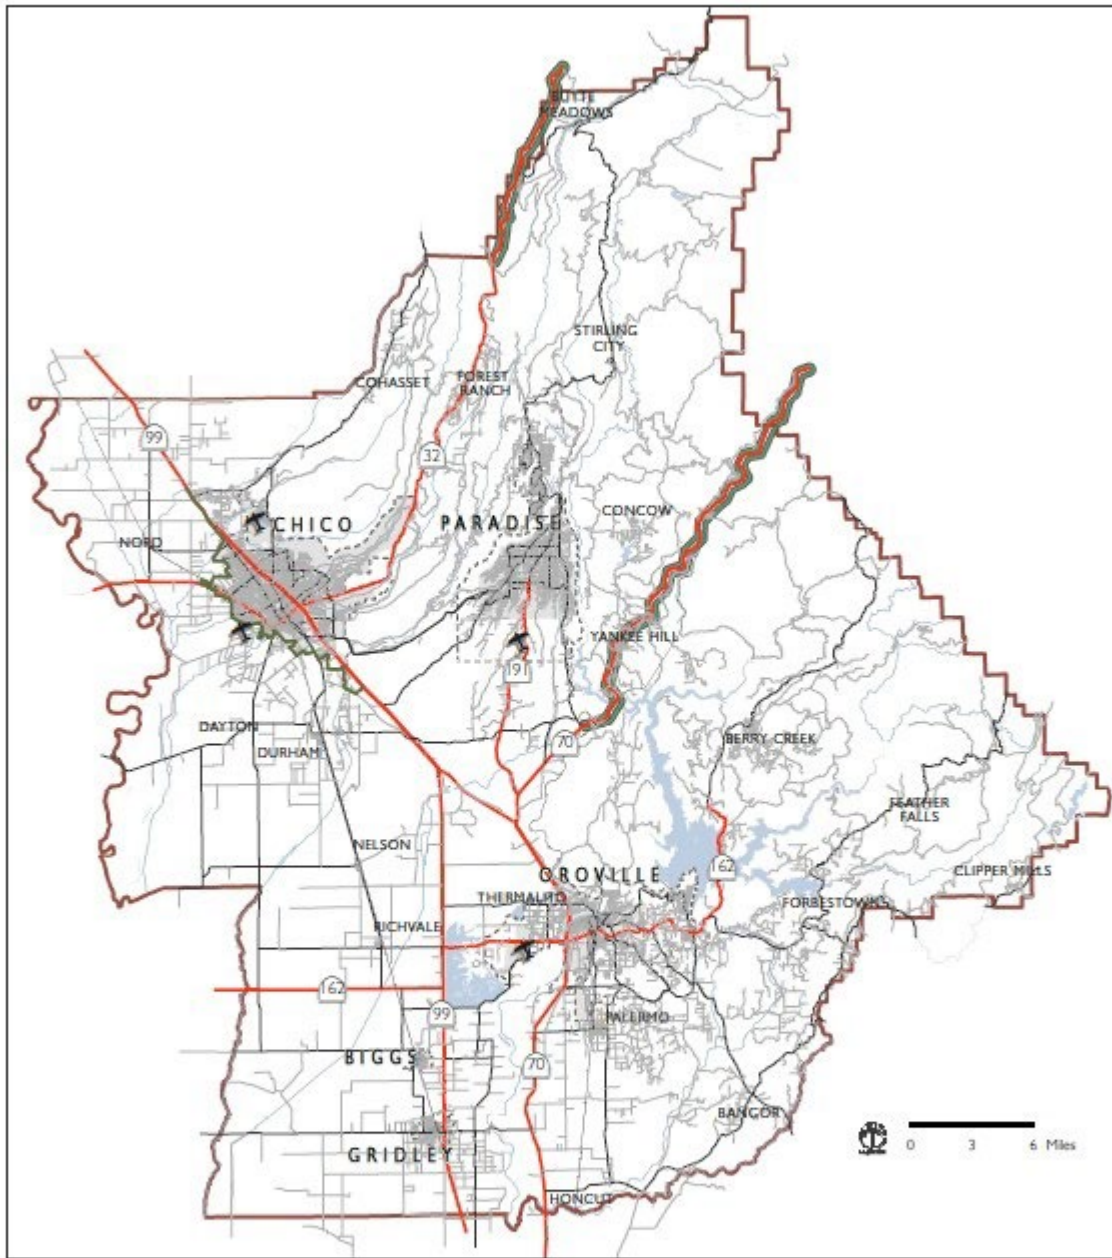 BUTTE
MEADOWS
STIRLING
CITY
COHASSET
FOREST
RANCH
99
32
CHICO
PARADISE
CONCOW
NORD
YANKEE HILL
191
DAYTON
DURHAM
70
BERRY CREEK
FEATHER
FALLS
NELSON
162
OROVILLE
CLIPPER MILLS
THERMALITO
FORBESTOWN
RICHVALE
162
99
PALERMO
BIGGS
70
BANGOR
0 3 6 Miles
GRIDLEY
HONCUT